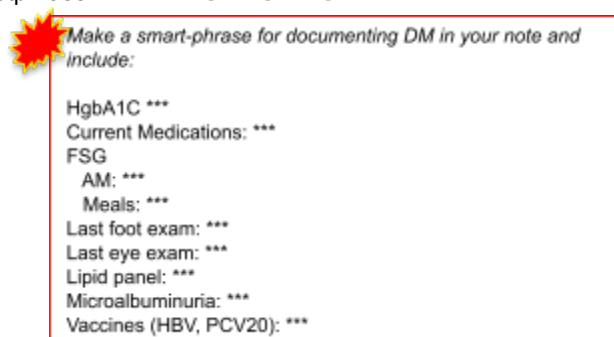 Make a smart-phrase for documenting DM in your note and
include:
HgbA1C ***
Current Medications: ***
FSG
AM: ***
Meals: ***
Last foot exam: ***
Last eye exam: ***
Lipid panel: ***
Microalbuminuria: ***
Vaccines (HBV, PCV20): ***